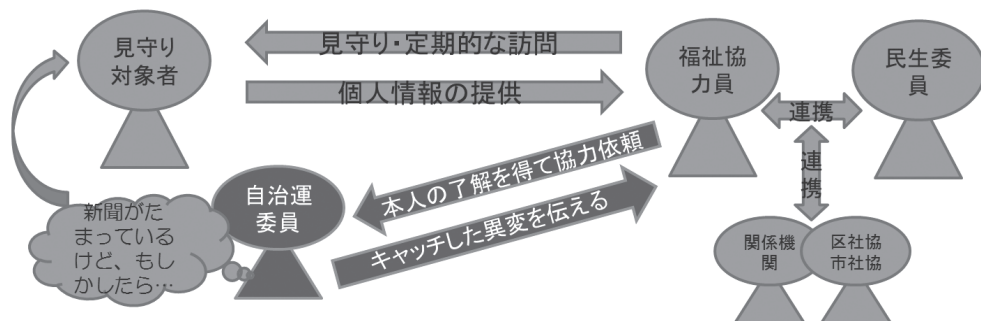 見守り
対象者
見守り・定期的な訪問
個人情報の提供
福祉協
力員
民生委
員
連携
連
携
本人の了解を得て協力依頼
キャッチした異変を伝える
自治運
委員
新聞がた
まっている
けど、もし
かしたら…
関係機
関
区社協
市社協